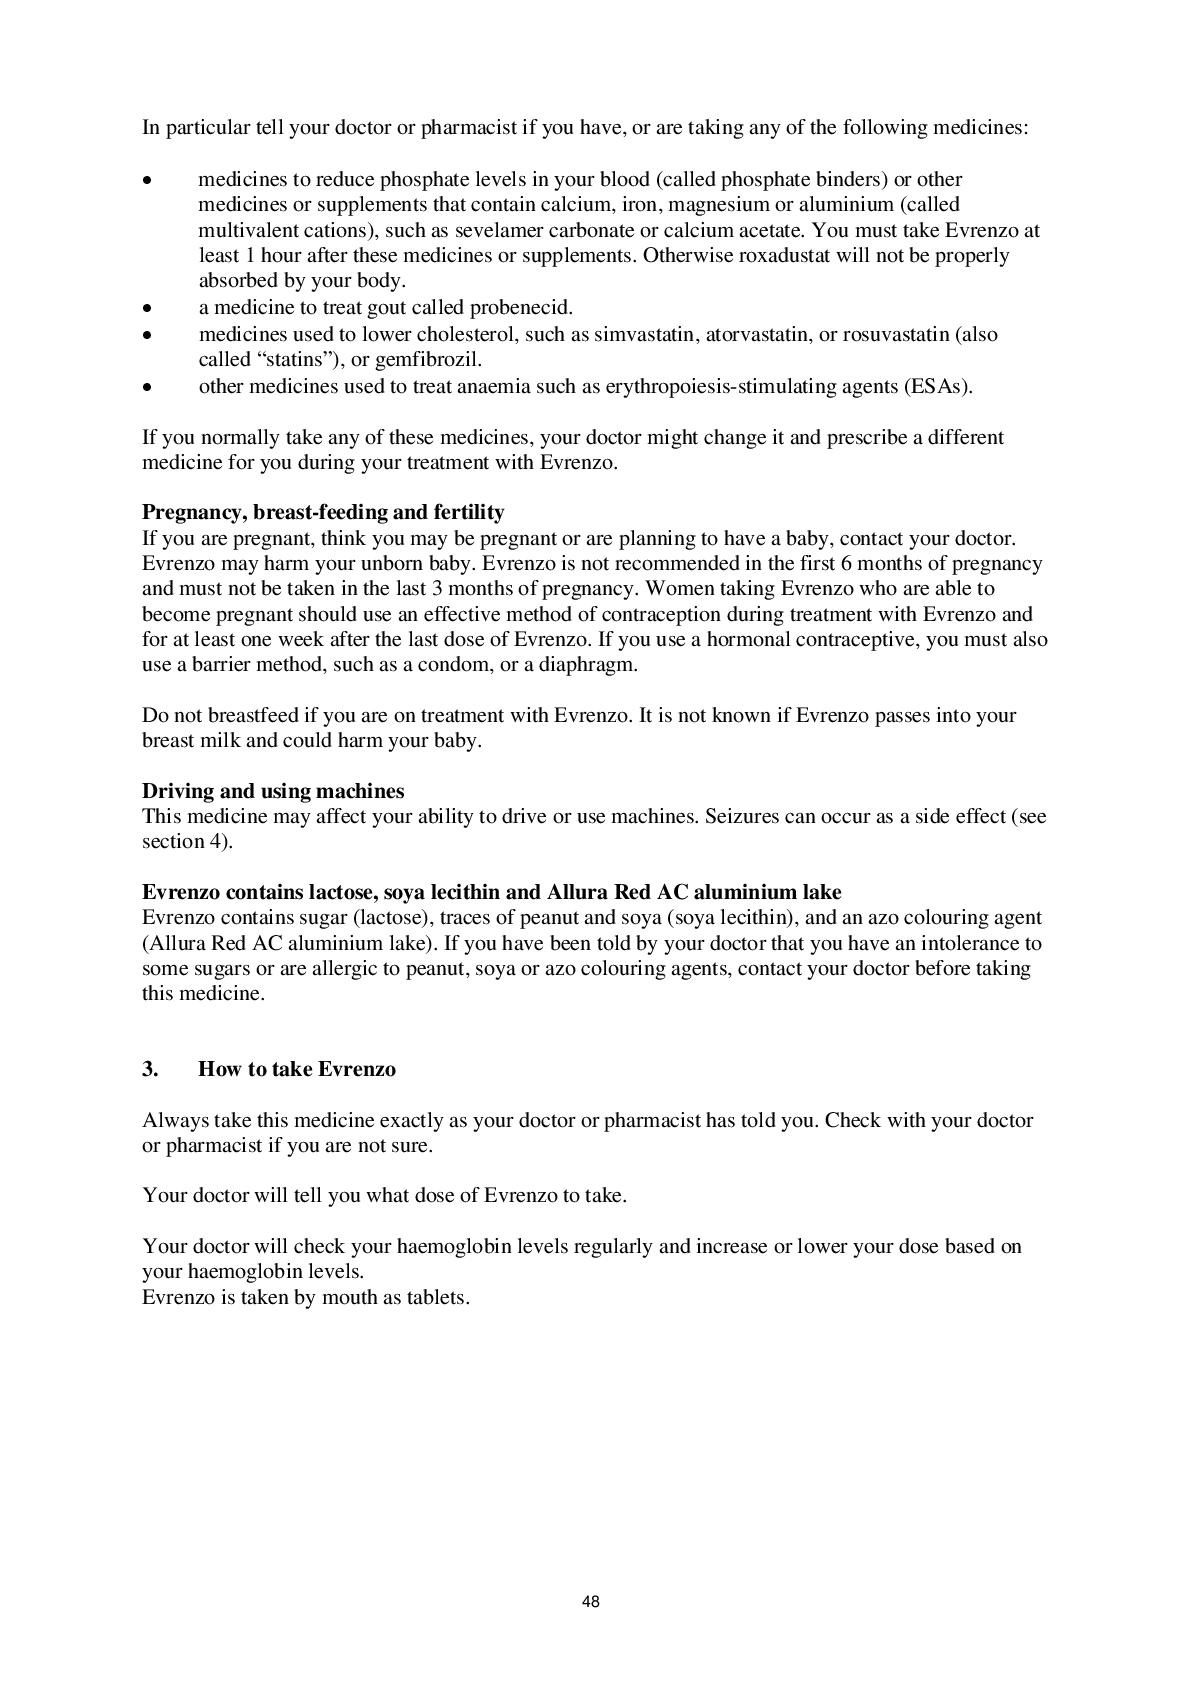 In particular tell your doctor or pharmacist if you have, or are taking any of the following medicines:
• medicines to reduce phosphate levels in your blood (called phosphate binders) or other
medicines or supplements that contain calcium, iron, magnesium or aluminium (called
multivalent cations), such as sevelamer carbonate or calcium acetate. You must take Evrenzo at
least 1 hour after these medicines or supplements. Otherwise roxadustat will not be properly
absorbed by your body.
• a medicine to treat gout called probenecid.
• medicines used to lower cholesterol, such as simvastatin, atorvastatin, or rosuvastatin (also
called “statins”), or gemfibrozil.
• other medicines used to treat anaemia such as erythropoiesis-stimulating agents (ESAs).
If you normally take any of these medicines, your doctor might change it and prescribe a different
medicine for you during your treatment with Evrenzo.
Pregnancy, breast-feeding and fertility
If you are pregnant, think you may be pregnant or are planning to have a baby, contact your doctor.
Evrenzo may harm your unborn baby. Evrenzo is not recommended in the first 6 months of pregnancy
and must not be taken in the last 3 months of pregnancy. Women taking Evrenzo who are able to
become pregnant should use an effective method of contraception during treatment with Evrenzo and
for at least one week after the last dose of Evrenzo. If you use a hormonal contraceptive, you must also
use a barrier method, such as a condom, or a diaphragm.
Do not breastfeed if you are on treatment with Evrenzo. It is not known if Evrenzo passes into your
breast milk and could harm your baby.
Driving and using machines
This medicine may affect your ability to drive or use machines. Seizures can occur as a side effect (see
section 4).
Evrenzo contains lactose, soya lecithin and Allura Red AC aluminium lake
Evrenzo contains sugar (lactose), traces of peanut and soya (soya lecithin), and an azo colouring agent
(Allura Red AC aluminium lake). If you have been told by your doctor that you have an intolerance to
some sugars or are allergic to peanut, soya or azo colouring agents, contact your doctor before taking
this medicine.
3. How to take Evrenzo
Always take this medicine exactly as your doctor or pharmacist has told you. Check with your doctor
or pharmacist if you are not sure.
Your doctor will tell you what dose of Evrenzo to take.
Your doctor will check your haemoglobin levels regularly and increase or lower your dose based on
your haemoglobin levels.
Evrenzo is taken by mouth as tablets.
48